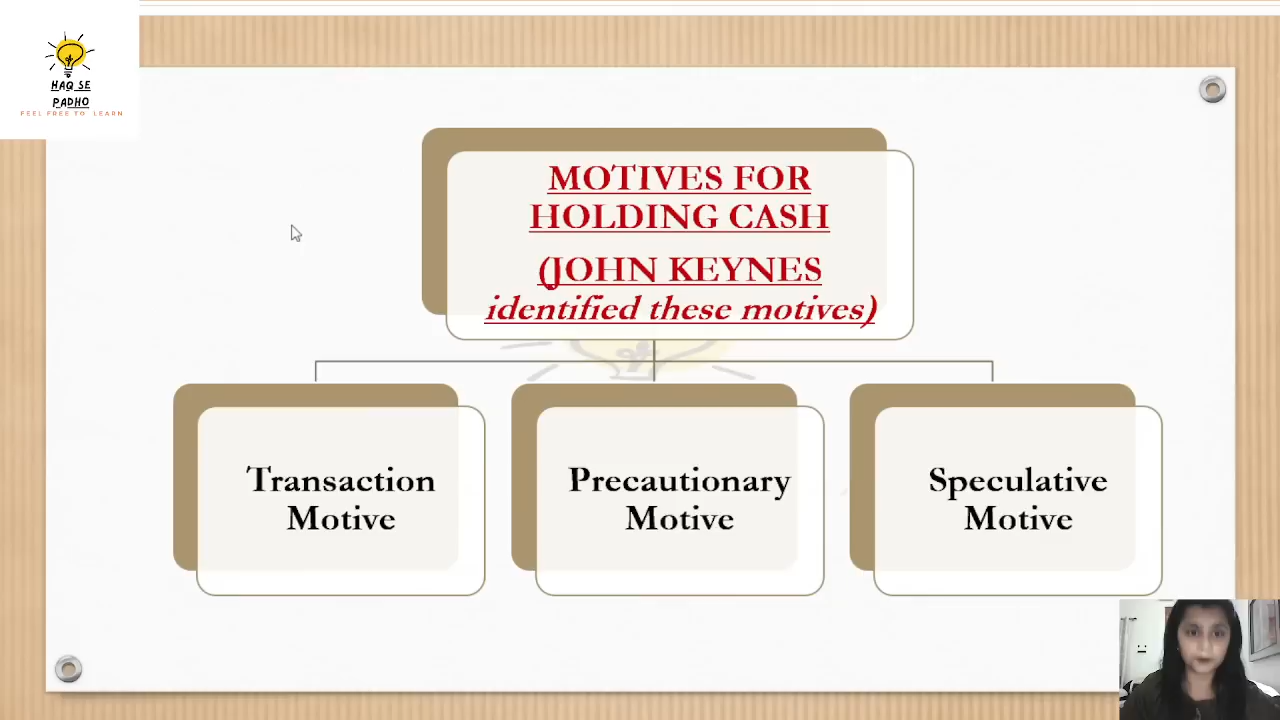 HAQ SE
PADHO
FEEL FREE TO LEARN
MOTIVES FOR
HOLDING CASH
(JOHN KEYNES
identified these motives)
Transaction
Motive
Precautionary
Motive
Speculative
Motive